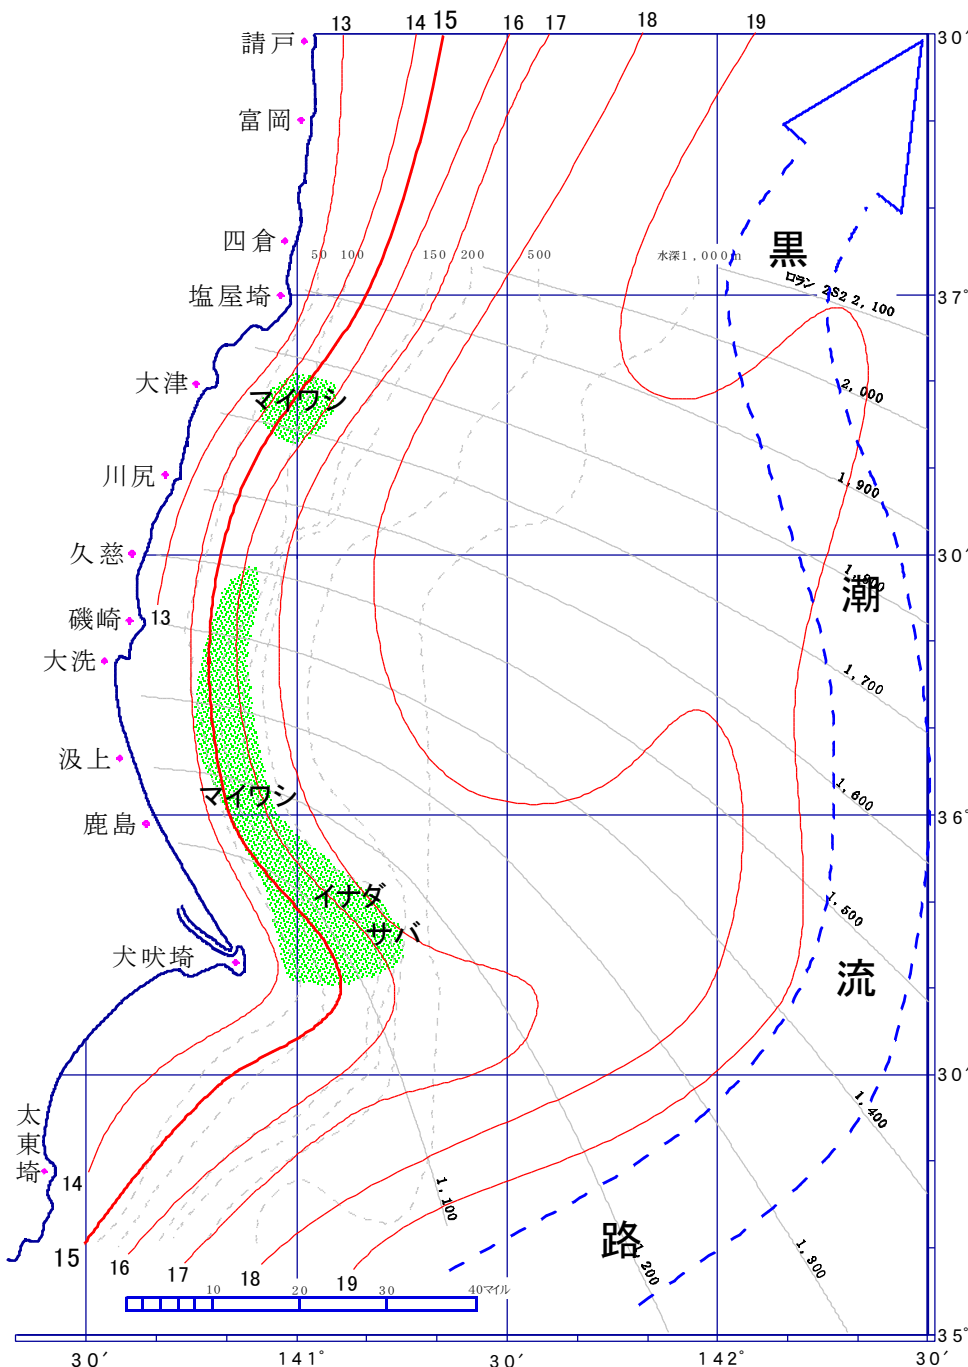 13 14 15 16 17 18 19
請戸
30′
富岡
四倉
50 100 150 200 500 水深1,000m
黒
塩屋埼
ロラン 2S2 2,100
37°
大津
マイワシ
2,000
川尻
1,900
久慈
30′
1,800
潮
磯崎
13
大洗
1,700
汲上
マイワシ
1,600
鹿島
36°
イナダ
サバ
1,500
犬吠埼
流
30′
太東埼
1,400
14
1,100
15
16
17
18
19
路
1,200
1,300
10 20 30 40マイル
35°
30′ 141° 30′ 142° 30′